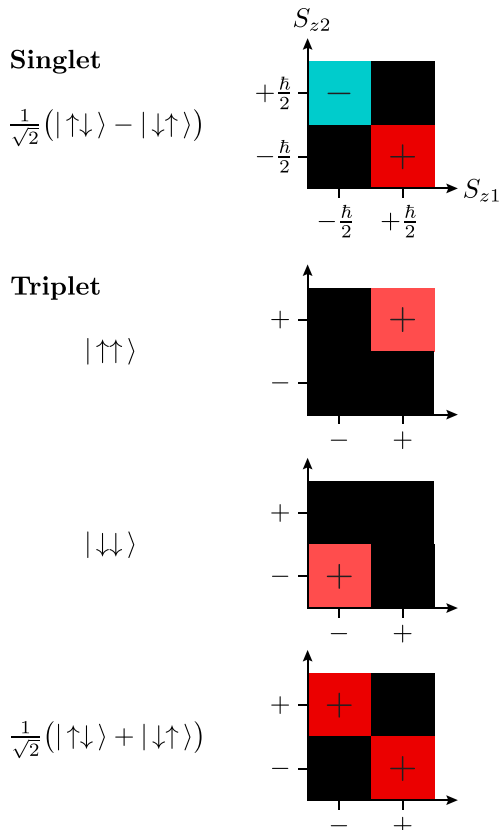 S_{z2}
Singlet
+ħ/2 −
1/√2(|↑↓⟩ − |↓↑⟩)
−ħ/2 +
S_{z1}
−ħ/2 +ħ/2
Triplet
+ +
|↑↑⟩
−
− +
+
|↓↓⟩
− +
− +
+ +
1/√2(|↑↓⟩ + |↓↑⟩)
− +
− +